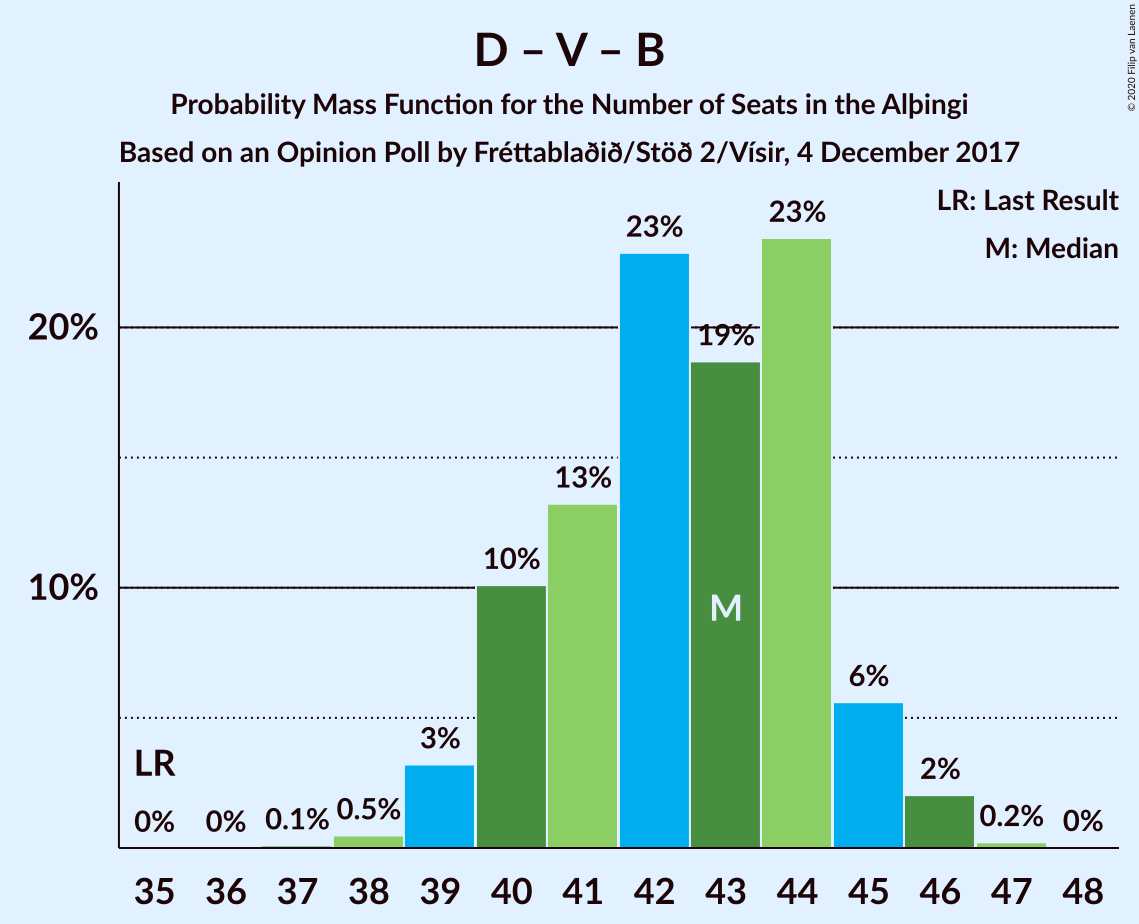 D – V – B
Probability Mass Function for the Number of Seats in the Alþingi
Based on an Opinion Poll by Fréttablaðið/Stöð 2/Vísir, 4 December 2017
© 2020 Filip van Laenen
LR: Last Result
M: Median
20%
10%
23%
23%
19%
13%
10%
6%
3%
2%
0.5%
0.1%
0.2%
0%
0%
0%
LR
M
35 36 37 38 39 40 41 42 43 44 45 46 47 48